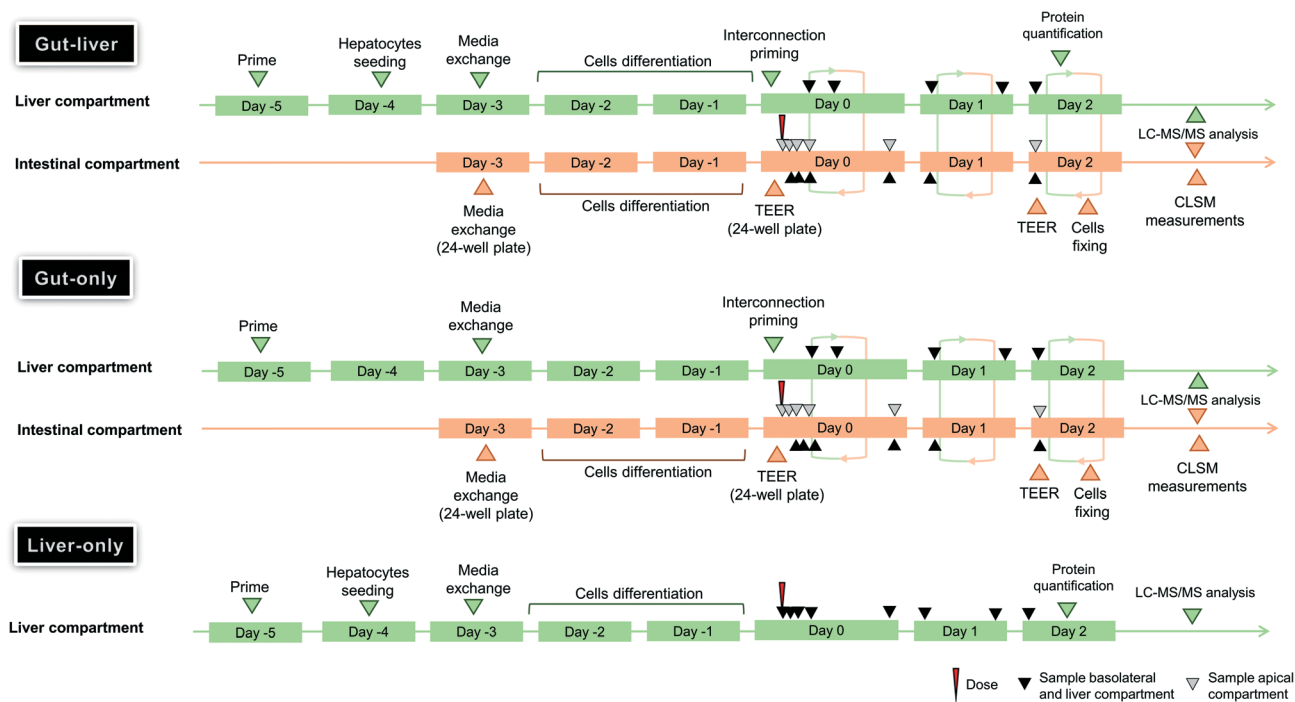 Gut-liver
Prime
Hepatocytes
seeding
Media
exchange
Cells differentiation
Interconnection
priming
Protein
quantification
Liver compartment
Day -5
Day -4
Day -3
Day -2
Day -1
Day 0
Day 1
Day 2
LC-MS/MS analysis
Intestinal compartment
Day -3
Day -2
Day -1
Day 0
Day 1
Day 2
Media
exchange
(24-well plate)
Cells differentiation
TEER
(24-well plate)
TEER
Cells
fixing
CLSM
measurements
Gut-only
Prime
Media
exchange
Interconnection
priming
Liver compartment
Day -5
Day -4
Day -3
Day -2
Day -1
Day 0
Day 1
Day 2
LC-MS/MS analysis
Intestinal compartment
Day -3
Day -2
Day -1
Day 0
Day 1
Day 2
Media
exchange
(24-well plate)
Cells differentiation
TEER
(24-well plate)
TEER
Cells
fixing
CLSM
measurements
Liver-only
Prime
Hepatocytes
seeding
Media
exchange
Cells differentiation
Protein
quantification
LC-MS/MS analysis
Liver compartment
Day -5
Day -4
Day -3
Day -2
Day -1
Day 0
Day 1
Day 2
Dose
Sample basolateral
and liver compartment
Sample apical
compartment